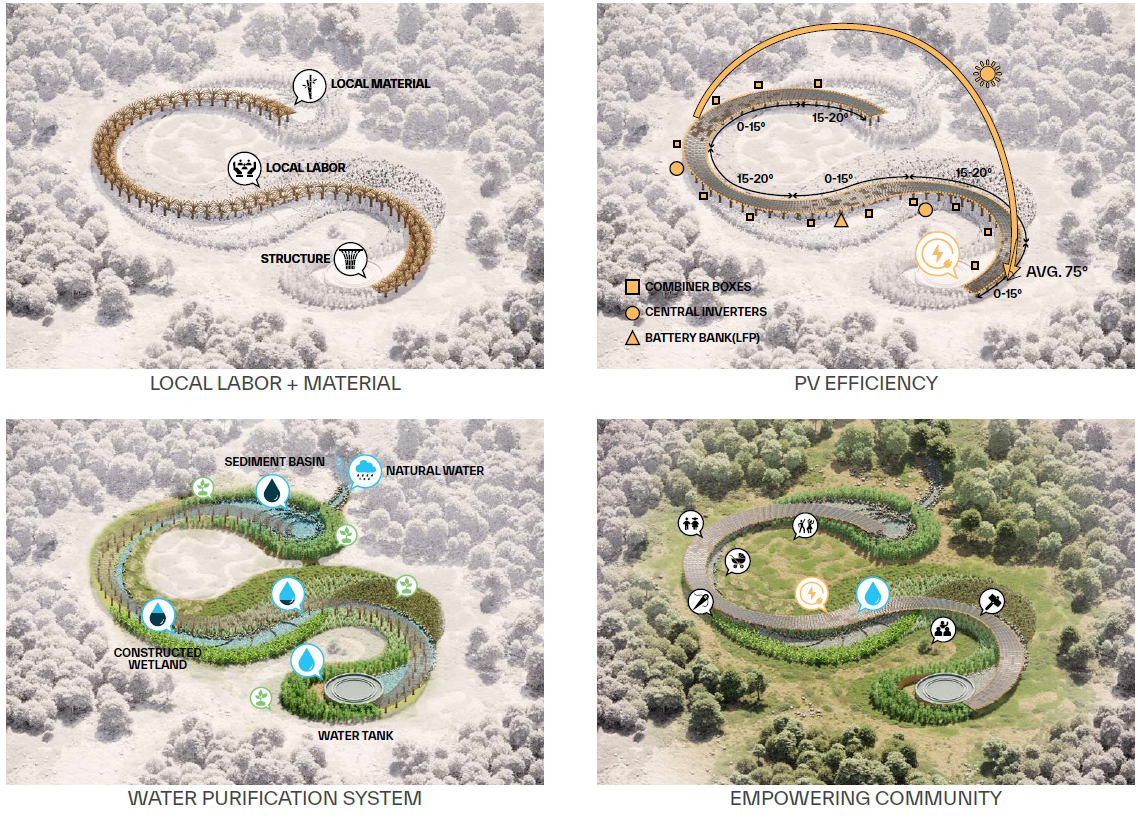 LOCAL MATERIAL
LOCAL LABOR
STRUCTURE
LOCAL LABOR + MATERIAL
0-15°
15-20°
15-20°
0-15°
15-20°
AVG. 75°
0-15°
COMBINER BOXES
CENTRAL INVERTERS
BATTERY BANK(LFP)
PV EFFICIENCY
SEDIMENT BASIN
NATURAL WATER
CONSTRUCTED
WETLAND
WATER TANK
WATER PURIFICATION SYSTEM
EMPOWERING COMMUNITY